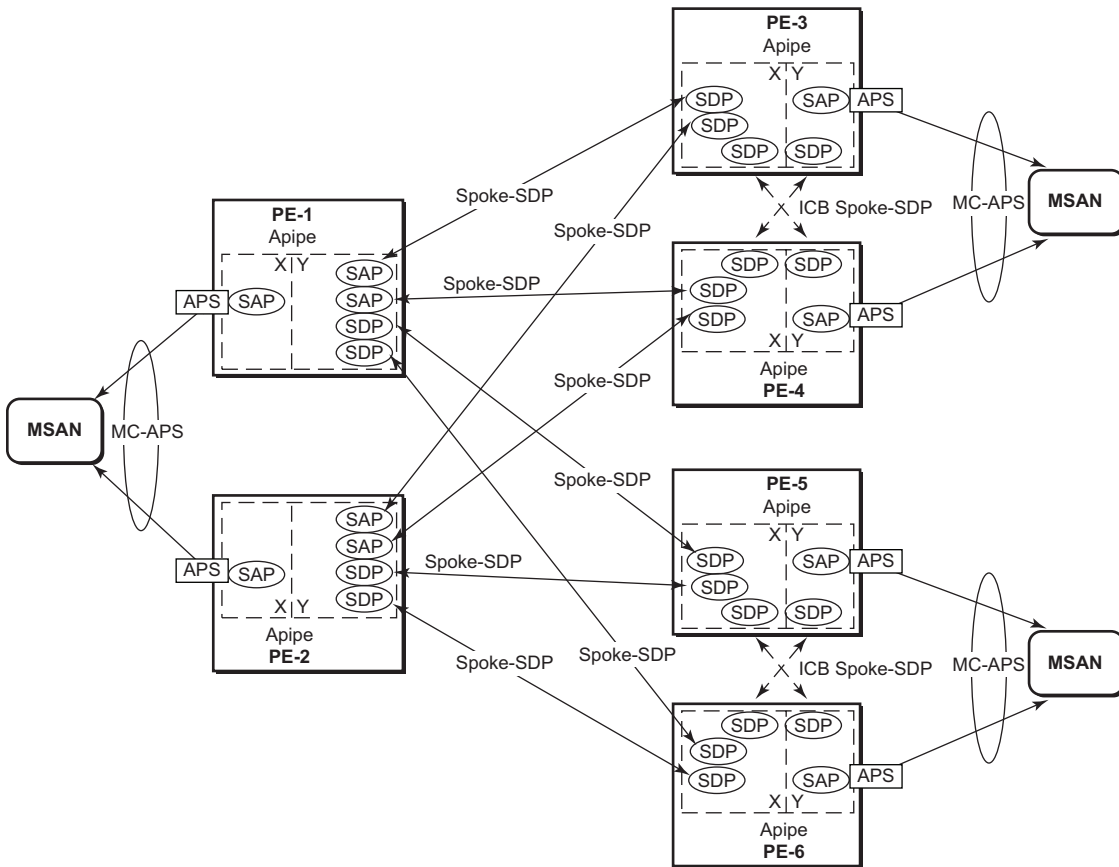 PE-3
Apipe
X Y
SDP
SAP
APS
SDP
SDP
SDP
Spoke-SDP
ICB Spoke-SDP
MC-APS
MSAN
PE-1
Apipe
X Y
SAP
APS
SAP
SAP
SDP
SDP
Spoke-SDP
Spoke-SDP
SDP
SDP
SDP
SDP
SAP
APS
X Y
Apipe
PE-4
MSAN
MC-APS
Spoke-SDP
Spoke-SDP
PE-2
Apipe
X Y
SAP
SAP
SDP
SDP
APS
SAP
Spoke-SDP
Spoke-SDP
Spoke-SDP
PE-5
Apipe
X Y
SDP
SAP
APS
SDP
SDP
SDP
ICB Spoke-SDP
MC-APS
MSAN
SDP
SDP
SDP
SDP
SAP
APS
X Y
Apipe
PE-6